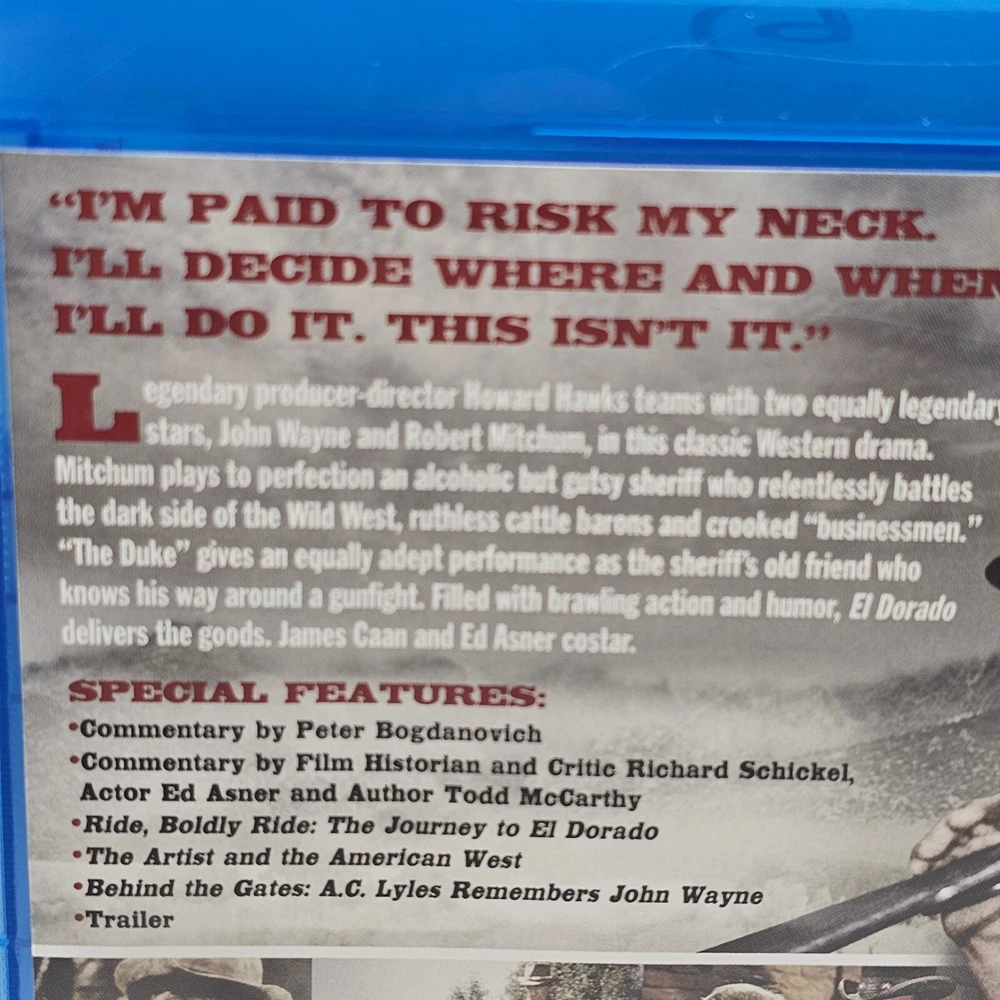 “I’M PAID TO RISK MY NECK.
I’LL DECIDE WHERE AND WHEN
I’LL DO IT. THIS ISN’T IT.”
Legendary producer-director Howard Hawks teams with two equally legendary
stars, John Wayne and Robert Mitchum, in this classic Western drama.
Mitchum plays to perfection an alcoholic but gutsy sheriff who relentlessly battles
the dark side of the Wild West, ruthless cattle barons and crooked “businessmen.”
“The Duke” gives an equally adept performance as the sheriff’s old friend who
knows his way around a gunfight. Filled with brawling action and humor, El Dorado
delivers the goods. James Caan and Ed Asner costar.
SPECIAL FEATURES:
•Commentary by Peter Bogdanovich
•Commentary by Film Historian and Critic Richard Schickel,
Actor Ed Asner and Author Todd McCarthy
•Ride, Boldly Ride: The Journey to El Dorado
•The Artist and the American West
•Behind the Gates: A.C. Lyles Remembers John Wayne
•Trailer